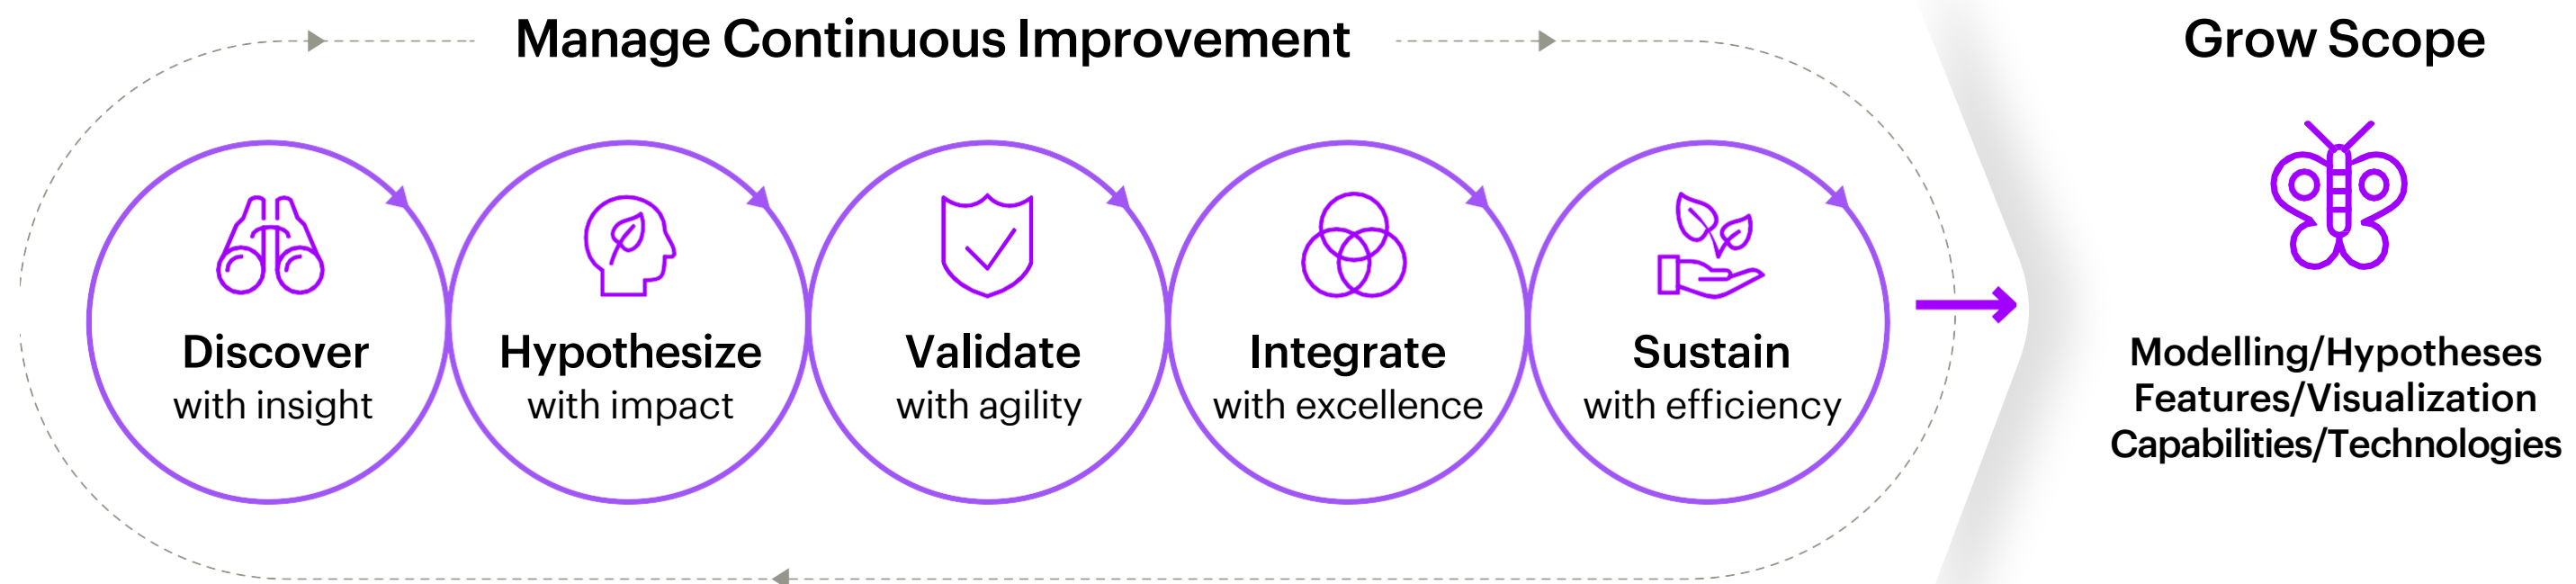 Manage Continuous Improvement
Discover
with insight
Hypothesize
with impact
Validate
with agility
Integrate
with excellence
Sustain
with efficiency
Grow Scope
Modelling/Hypotheses
Features/Visualization
Capabilities/Technologies